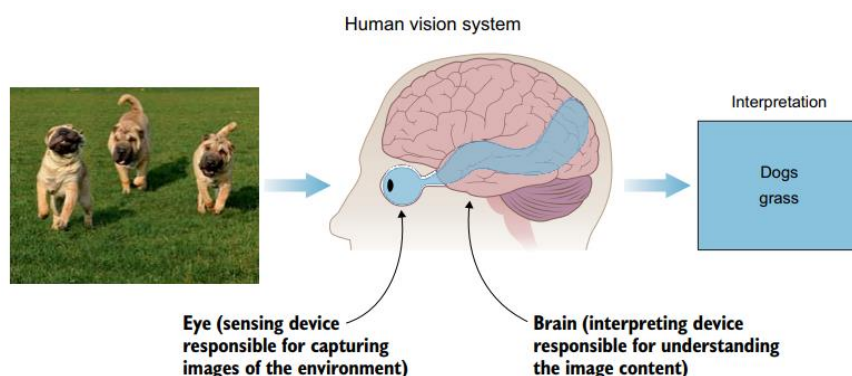 Human vision system
Interpretation
Dogs
grass
Eye (sensing device
responsible for capturing
images of the environment)
Brain (interpreting device
responsible for understanding
the image content)